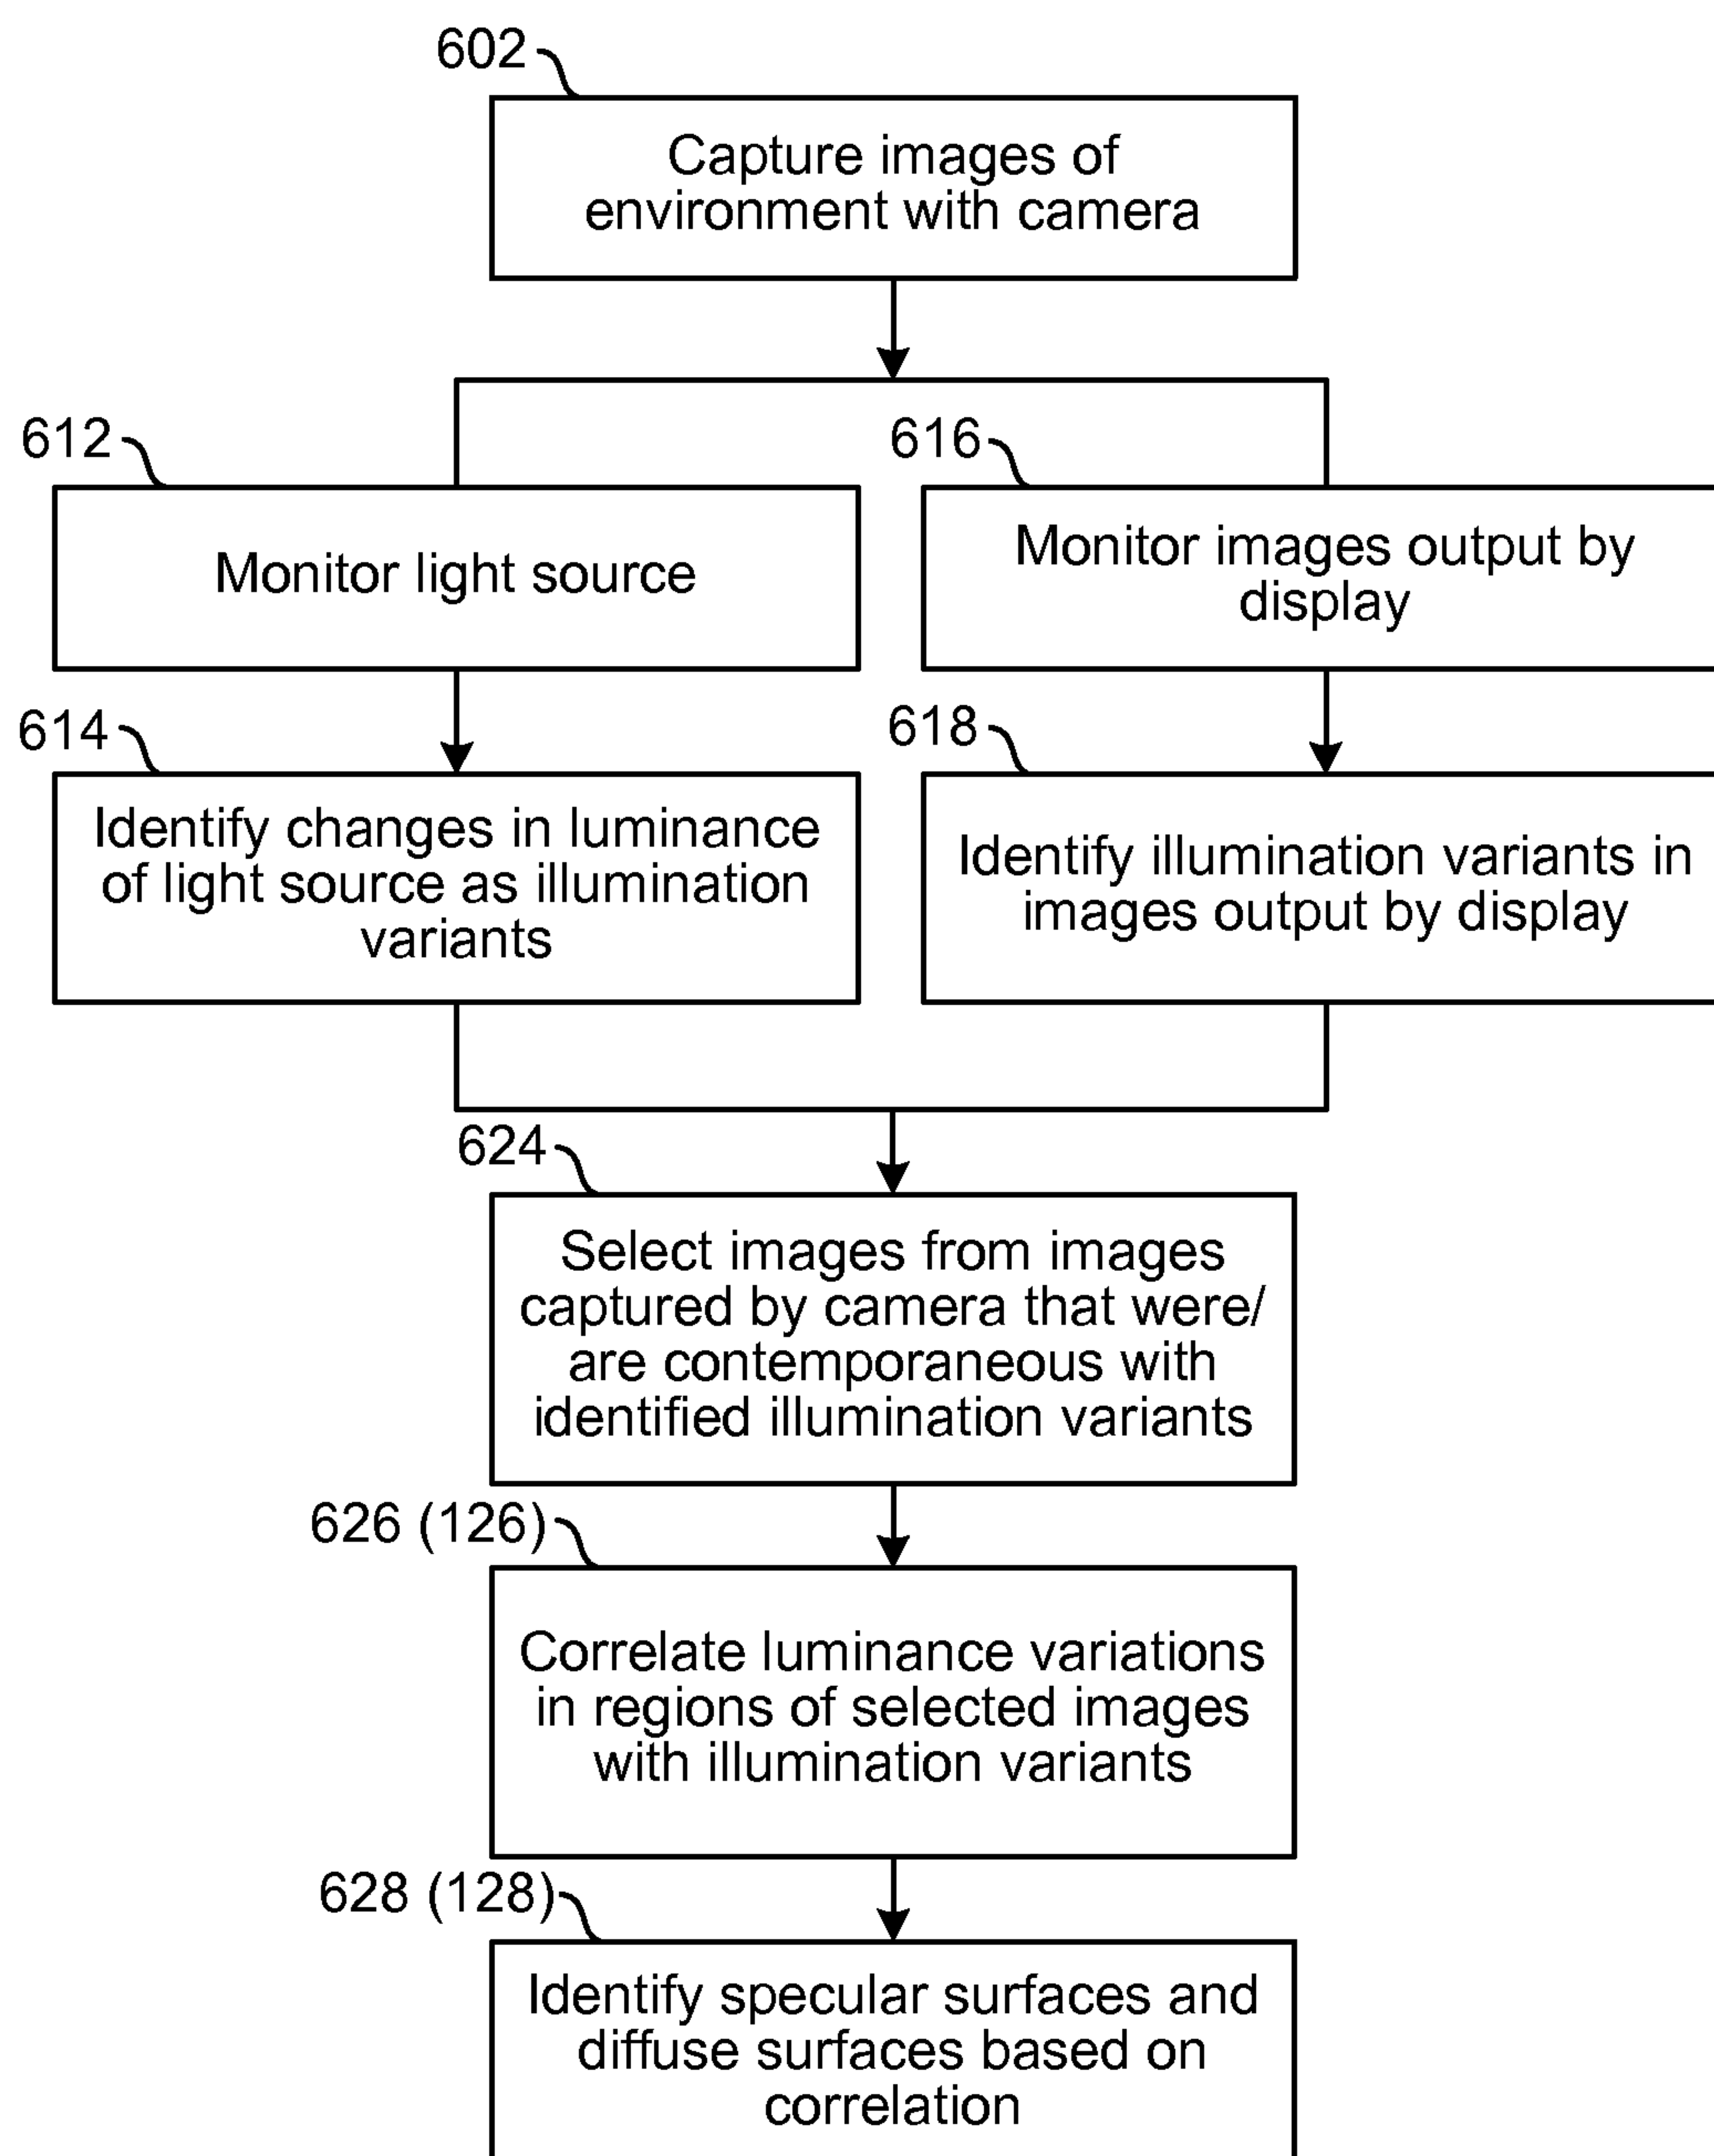 602
Capture images of
environment with camera
612
Monitor light source
616
Monitor images output by
display
614
Identify changes in luminance
of light source as illumination
variants
618
Identify illumination variants in
images output by display
624
Select images from images
captured by camera that were/
are contemporaneous with
identified illumination variants
626 (126)
Correlate luminance variations
in regions of selected images
with illumination variants
628 (128)
Identify specular surfaces and
diffuse surfaces based on
correlation